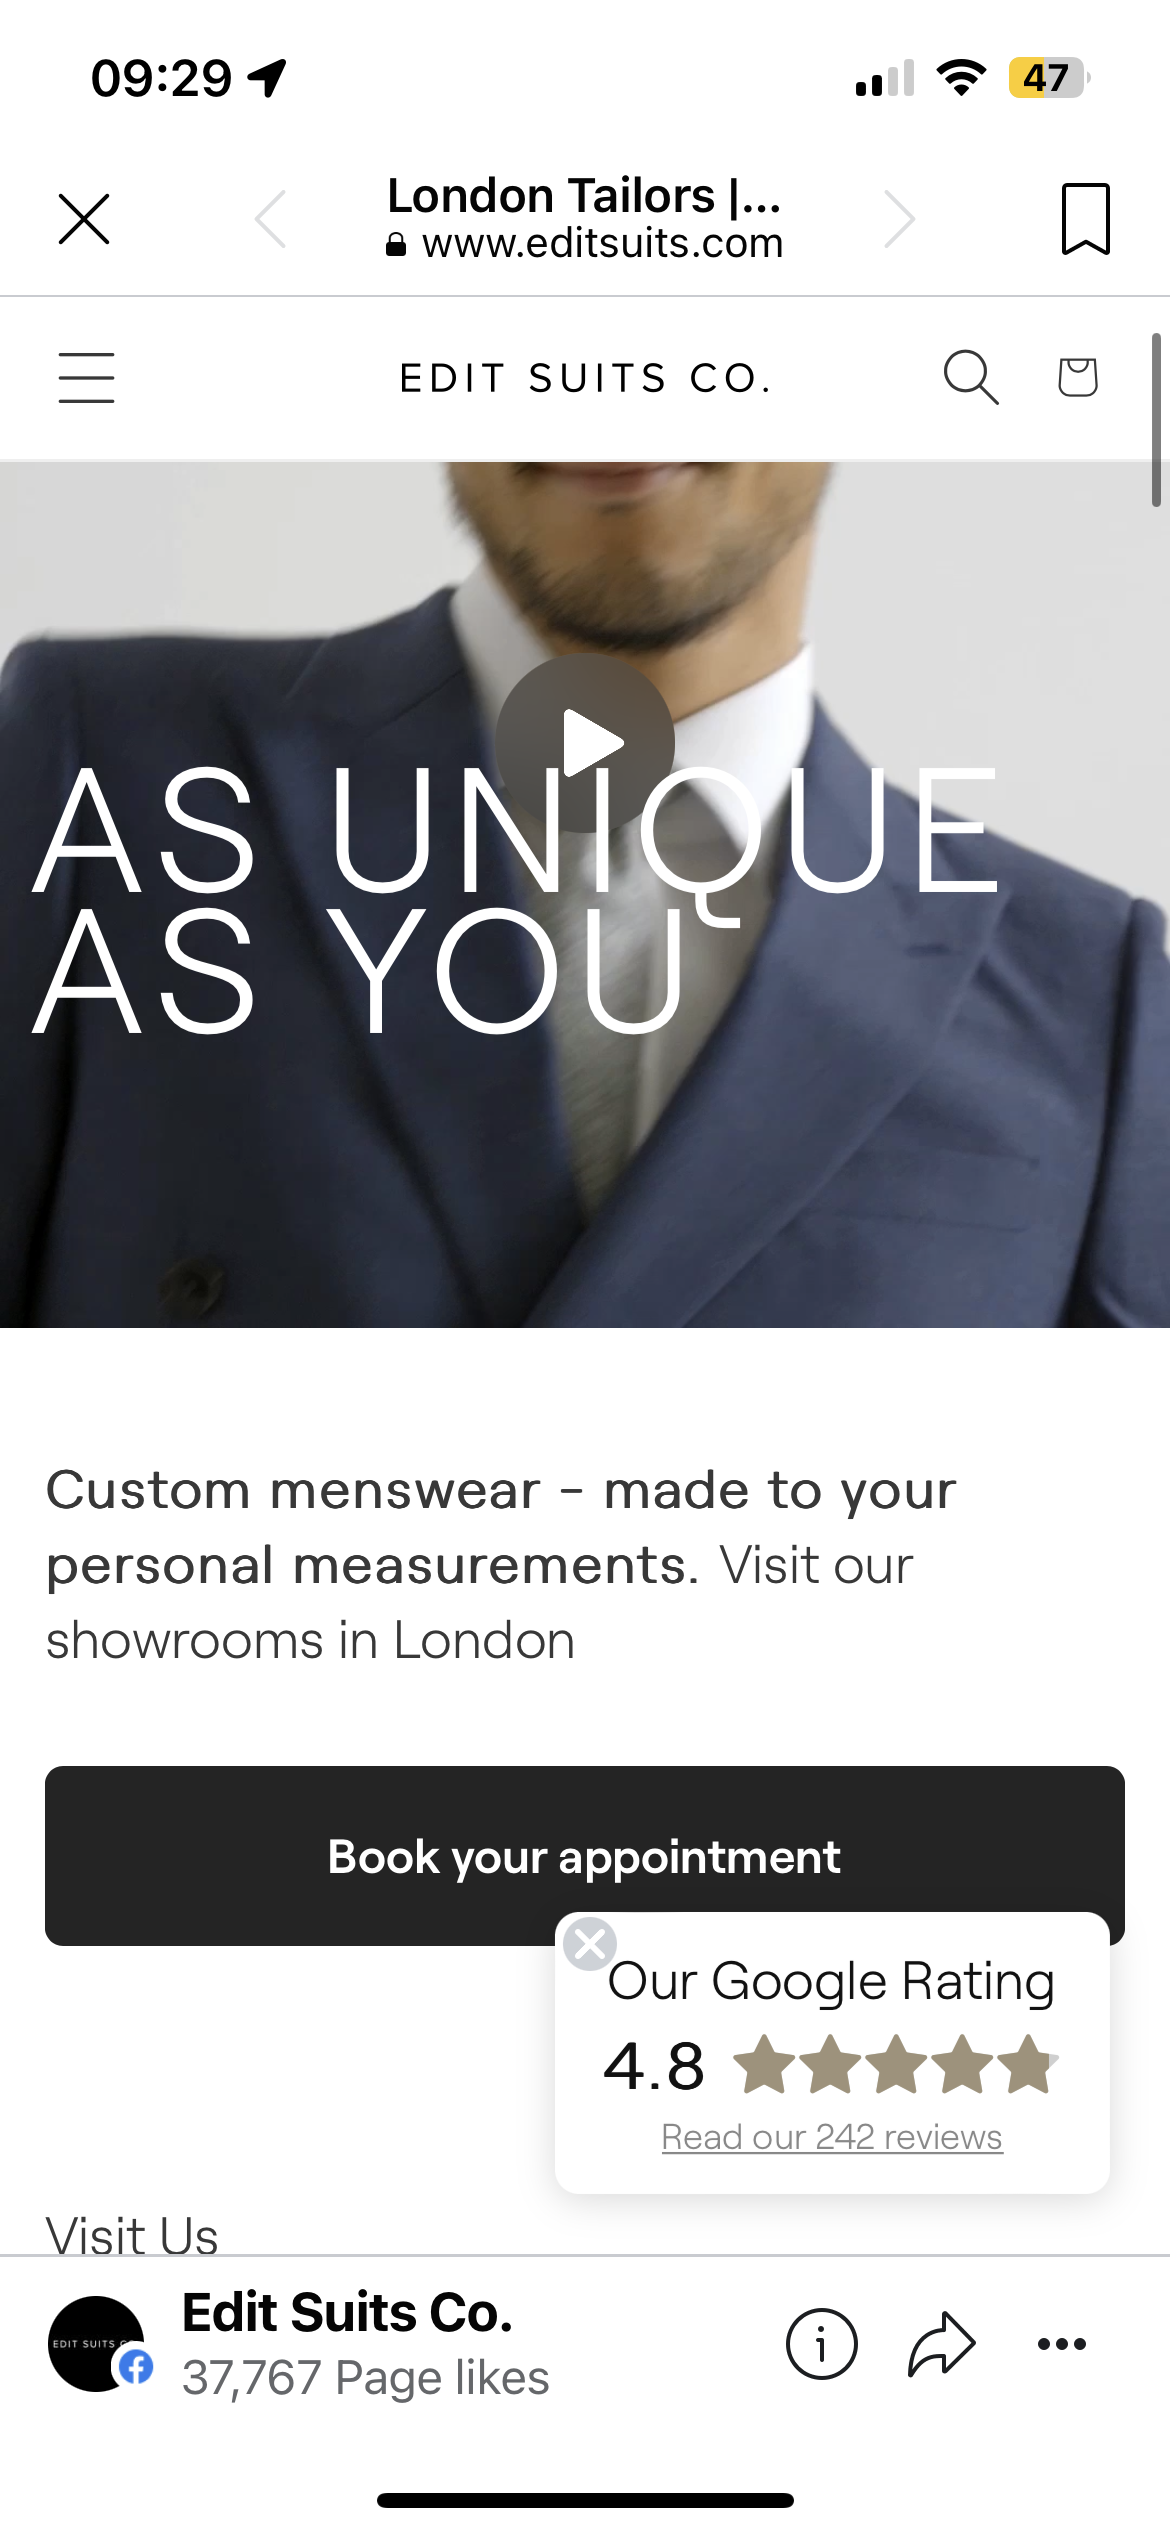 09:29
47
London Tailors |...
www.editsuits.com
EDIT SUITS CO.
AS UNIQUE
AS YOU
Custom menswear – made to your
personal measurements. Visit our
showrooms in London
Book your appointment
Our Google Rating
4.8
Read our 242 reviews
Visit Us
EDIT SUITS C
Edit Suits Co.
37,767 Page likes